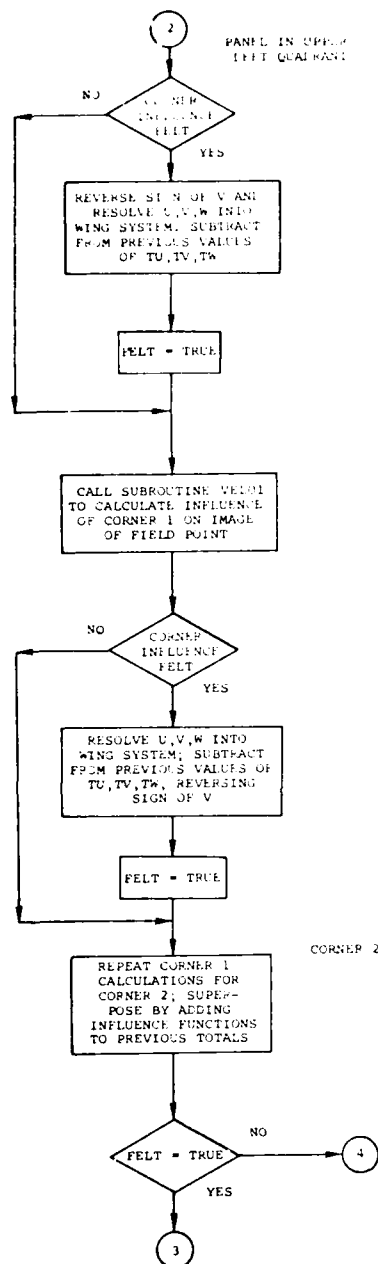 2
PANEL IN UPPER
LEFT QUADRANT
NO
CORNER
INFLUENCE
FELT
YES
REVERSE SIGN OF V AND
RESOLVE U,V,W INTO
WING SYSTEM. SUBTRACT
FROM PREVIOUS VALUES
OF TU,TV,TW
FELT = TRUE
CALL SUBROUTINE VELO1
TO CALCULATE INFLUENCE
OF CORNER 1 ON IMAGE
OF FIELD POINT
NO
CORNER
INFLUENCE
FELT
YES
RESOLVE U,V,W INTO
WING SYSTEM; SUBTRACT
FROM PREVIOUS VALUES OF
TU,TV,TW, REVERSING
SIGN OF V
FELT = TRUE
CORNER 2
REPEAT CORNER 1
CALCULATIONS FOR
CORNER 2; SUPER-
POSE BY ADDING
INFLUENCE FUNCTIONS
TO PREVIOUS TOTALS
FELT = TRUE
NO
4
YES
3